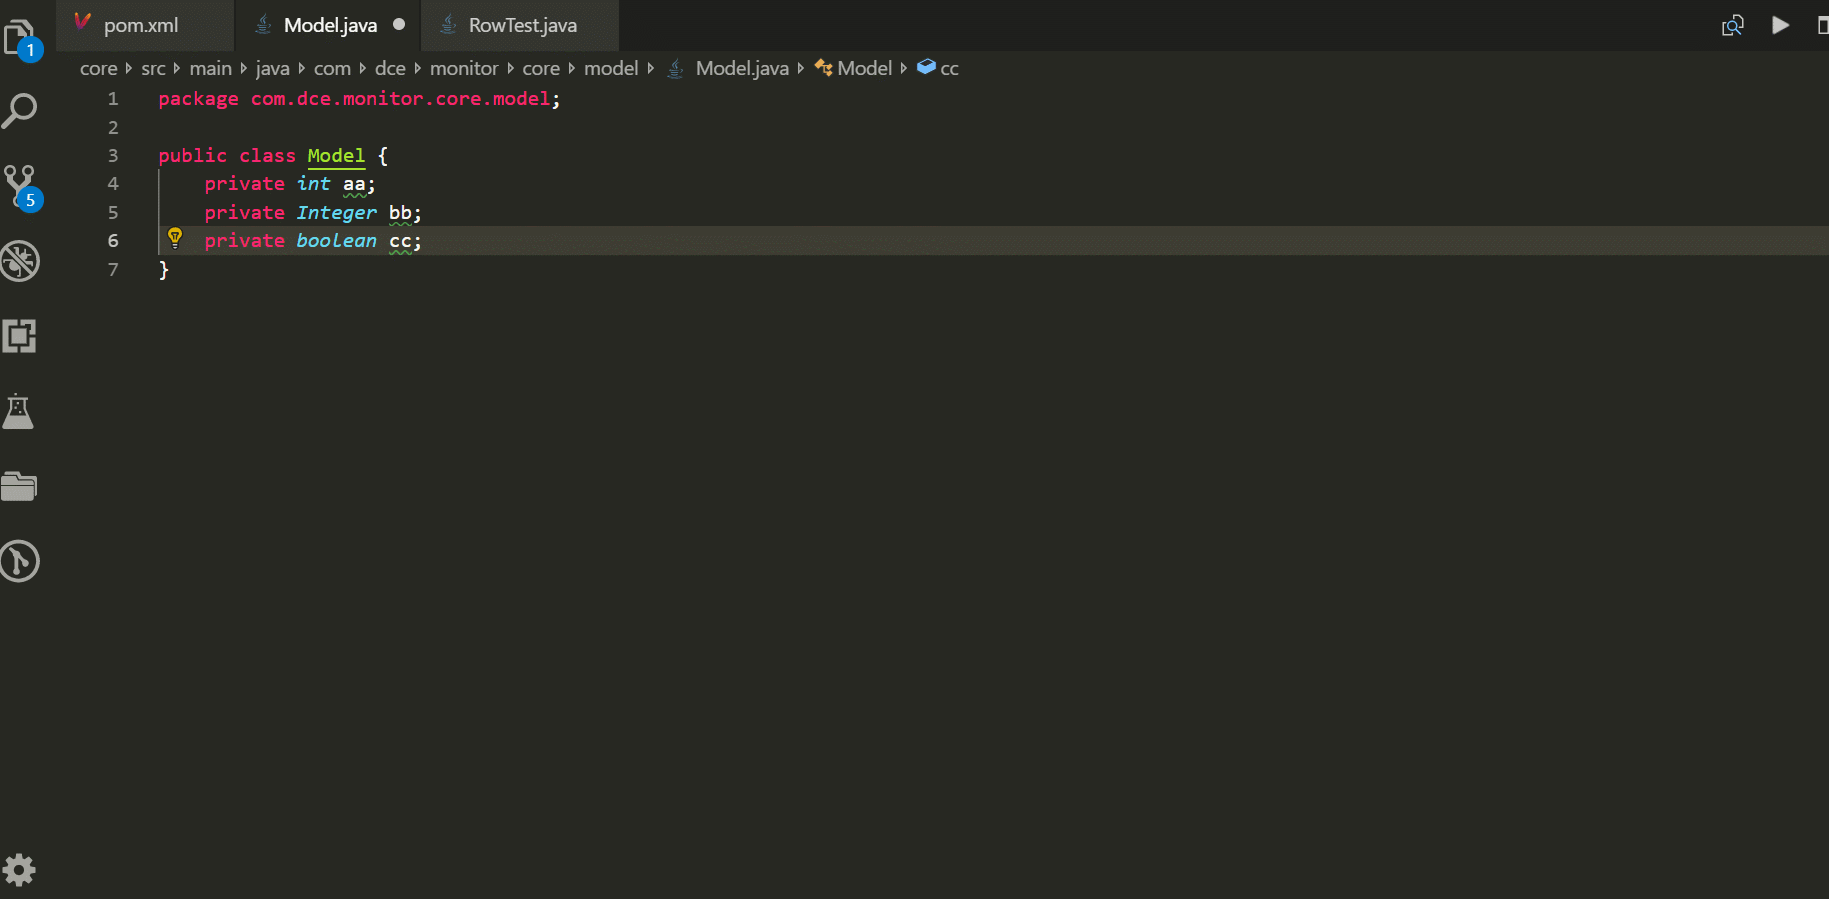 pom.xml Model.java RowTest.java
1
core src main java com dce monitor core model Model.java Model cc
1 package com.dce.monitor.core.model;
2
3 public class Model {
4 private int aa;
5 private Integer bb;
6 private boolean cc;
7 }
5